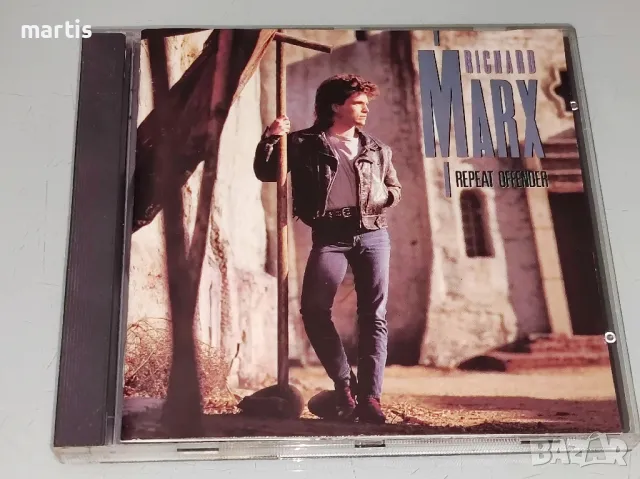 martis
RICHARD
MARX
REPEAT OFFENDER
BAZAR